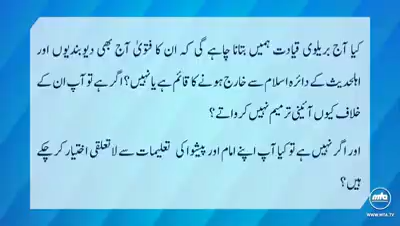 کیا آج بریلوی قیادت ہمیں بتانا چاہے گی کہ ان کا فتویٰ آج بھی دیوبندیوں اور
اہلحدیث کے دائرہ اسلام سے خارج ہونے کا قائم ہے یا نہیں؟ اگر ہے تو آپ ان کے
خلاف کیوں آئینی ترمیم نہیں کرواتے؟
اور اگر نہیں ہے تو کیا آپ اپنے امام اور پیشوا کی تعلیمات سے لاتعلقی اختیار کر چکے
ہیں؟
mta
WWW.MTA.TV